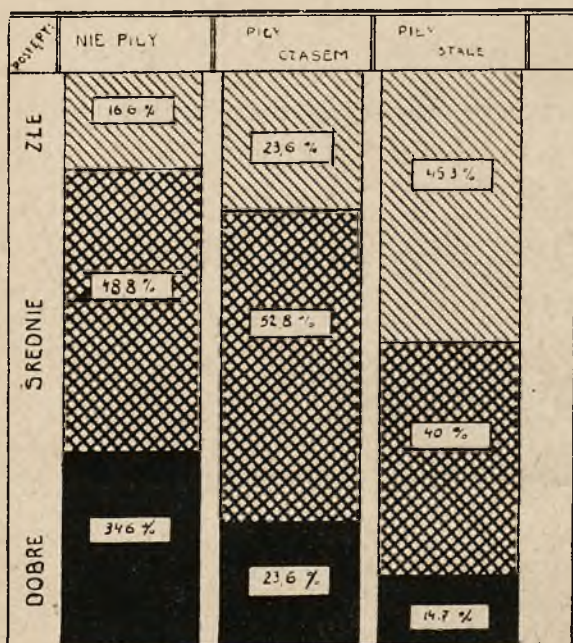 POSTĘPY:
NIE PIŁY
PIŁY
CZASEM
PIŁY
STALE
ZŁE
16.6 %
23,6 %
45.3 %
ŚREDNIE
48.8 %
52,8 %
40 %
DOBRE
34.6 %
23,6 %
14.7 %